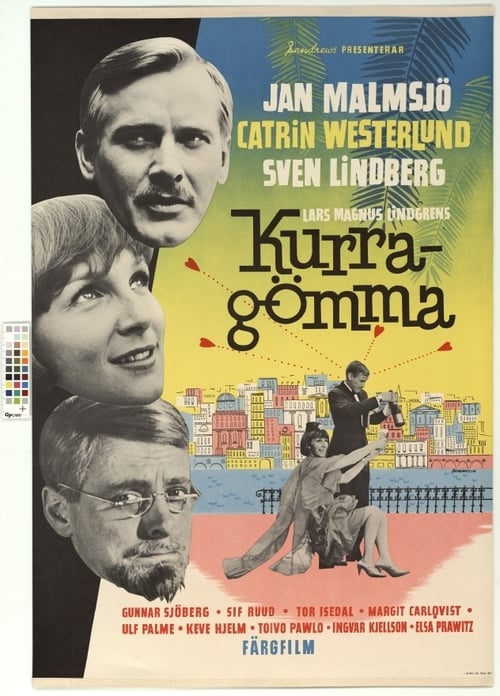 Sandrews PRESENTERAR
JAN MALMSJÖ
CATRIN WESTERLUND
SVEN LINDBERG
LARS MAGNUS LINDGRENS
Kurra-
gömma
GUNNAR SJÖBERG • SIF RUUD • TOR ISEDAL • MARGIT CARLQVIST •
ULF PALME • KEVE HJELM • TOIVO PAWLO • INGVAR KJELLSON • ELSA PRAWITZ
FÄRGFILM